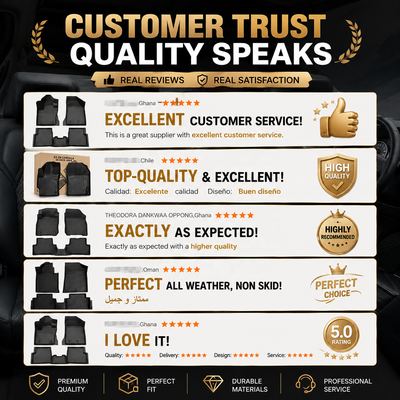 CUSTOMER TRUST
QUALITY SPEAKS
REAL REVIEWS
REAL SATISFACTION
,Ghana
EXCELLENT CUSTOMER SERVICE!
This is a great supplier with excellent customer service.
,Chile
TOP-QUALITY & EXCELLENT!
Calidad: Excelente calidad Diseño: Buen diseño
HIGH
QUALITY
THEODORA DANKWAA OPPONG,Ghana
EXACTLY AS EXPECTED!
Exactly as expected with a higher quality
HIGHLY
RECOMMENDED
,Oman
PERFECT ALL WEATHER, NON SKID!
ممتاز و جميل
PERFECT
CHOICE
,Ghana
I LOVE IT!
Quality: Delivery: Design: Service:
5.0
RATING
PREMIUM
QUALITY
PERFECT
FIT
DURABLE
MATERIALS
PROFESSIONAL
SERVICE